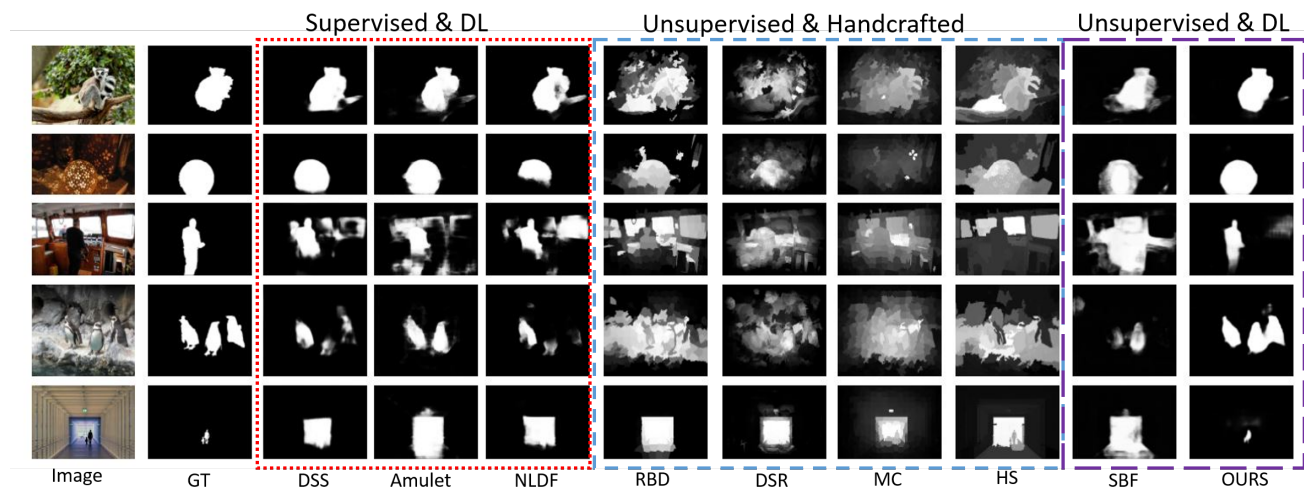 Supervised & DL Unsupervised & Handcrafted Unsupervised & DL
Image GT DSS Amulet NLDF RBD DSR MC HS SBF OURS